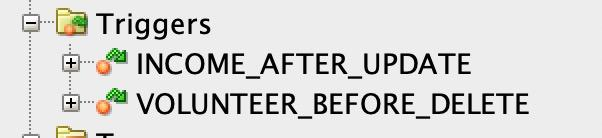 Triggers
INCOME_AFTER_UPDATE
VOLUNTEER_BEFORE_DELETE